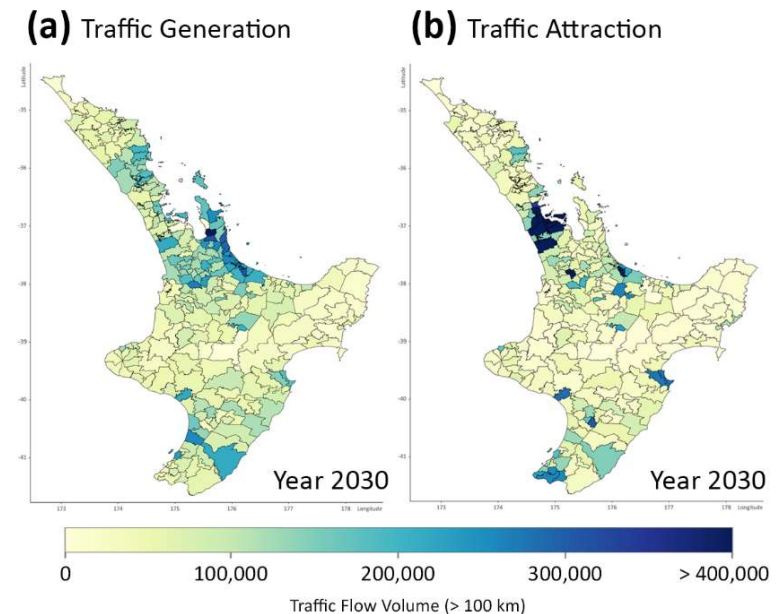 (a) Traffic Generation
(b) Traffic Attraction
Latitude
-35
-36
-37
-38
-39
-40
-41
Year 2030
173 174 175 176 177 178 Longitude
Latitude
-35
-36
-37
-38
-39
-40
-41
Year 2030
173 174 175 176 177 178 Longitude
0 100,000 200,000 300,000 > 400,000
Traffic Flow Volume (> 100 km)